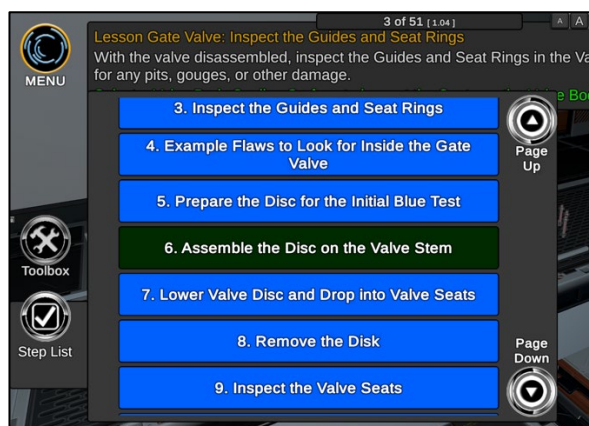 3 of 51 [1.04]
A A
Lesson Gate Valve: Inspect the Guides and Seat Rings
With the valve disassembled, inspect the Guides and Seat Rings in the Va
for any pits, gouges, or other damage.
MENU
3. Inspect the Guides and Seat Rings
4. Example Flaws to Look for Inside the Gate
Valve
5. Prepare the Disc for the Initial Blue Test
6. Assemble the Disc on the Valve Stem
7. Lower Valve Disc and Drop into Valve Seats
8. Remove the Disk
9. Inspect the Valve Seats
Page
Up
Toolbox
Step List
Page
Down